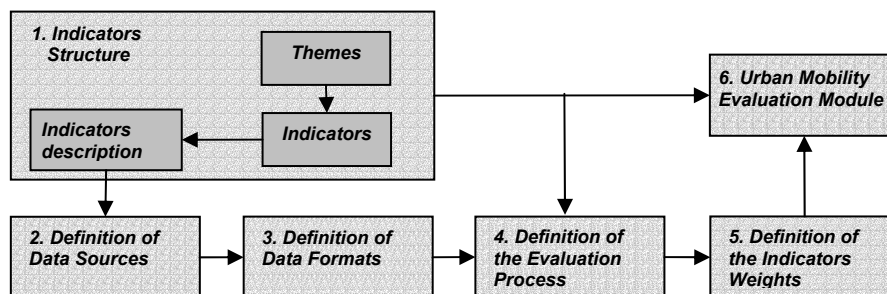 1. Indicators
Structure
Themes
Indicators
Indicators
description
2. Definition of
Data Sources
3. Definition of
Data Formats
4. Definition of
the Evaluation
Process
5. Definition of
the Indicators
Weights
6. Urban Mobility
Evaluation Module